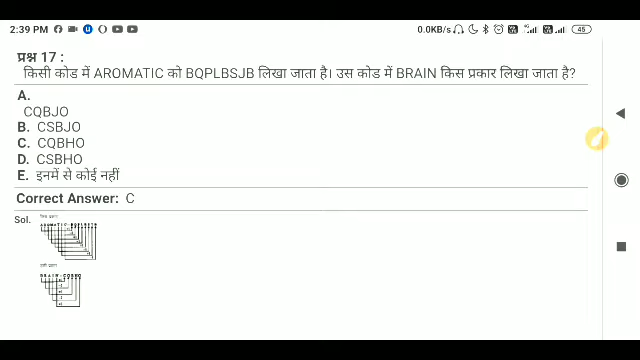 2:39 PM
0.0KB/s
45
प्रश्न 17 :
किसी कोड में AROMATIC को BQPLBSJB लिखा जाता है। उस कोड में BRAIN किस प्रकार लिखा जाता है?
A.
CQBJO
B. CSBJO
C. CQBHO
D. CSBHO
E. इनमें से कोई नहीं
Correct Answer: C
Sol.